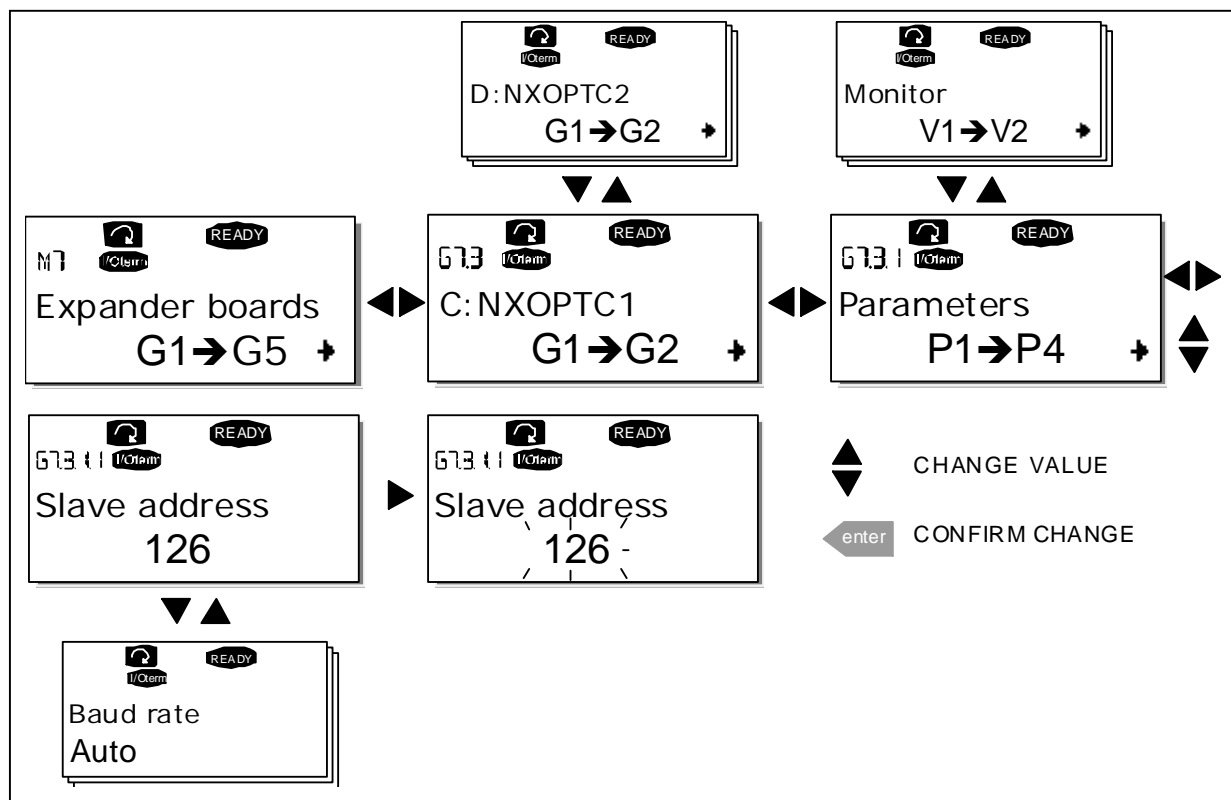 READY
I/Oterm
D:NXOPTC2
G1➔G2
READY
I/Oterm
Monitor
V1➔V2
READY
M7 I/Oterm
Expander boards
G1➔G5
READY
G7.3 I/Oterm
C:NXOPTC1
G1➔G2
READY
G7.3.1 I/Oterm
Parameters
P1➔P4
READY
G7.3.1.1 I/Oterm
Slave address
126
READY
G7.3.1.1 I/Oterm
Slave address
126
CHANGE VALUE
enter CONFIRM CHANGE
READY
I/Oterm
Baud rate
Auto